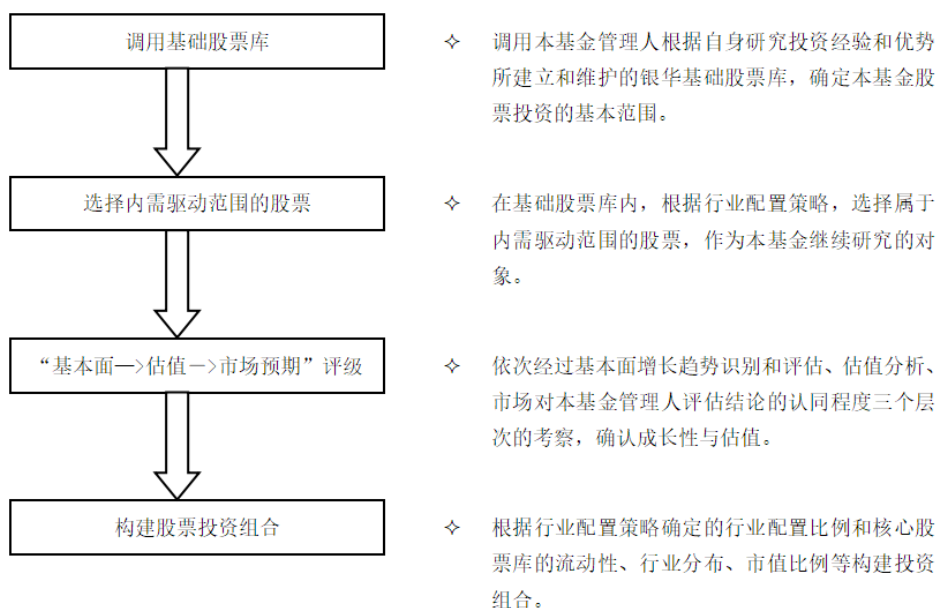 调用基础股票库
✧ 调用本基金管理人根据自身研究投资经验和优势
所建立和维护的银华基础股票库，确定本基金股
票投资的基本范围。
选择内需驱动范围的股票
✧ 在基础股票库内，根据行业配置策略，选择属于
内需驱动范围的股票，作为本基金继续研究的对
象。
“基本面—>估值—>市场预期”评级
✧ 依次经过基本面增长趋势识别和评估、估值分析、
市场对本基金管理人评估结论的认同程度三个层
次的考察，确认成长性与估值。
构建股票投资组合
✧ 根据行业配置策略确定的行业配置比例和核心股
票库的流动性、行业分布、市值比例等构建投资
组合。